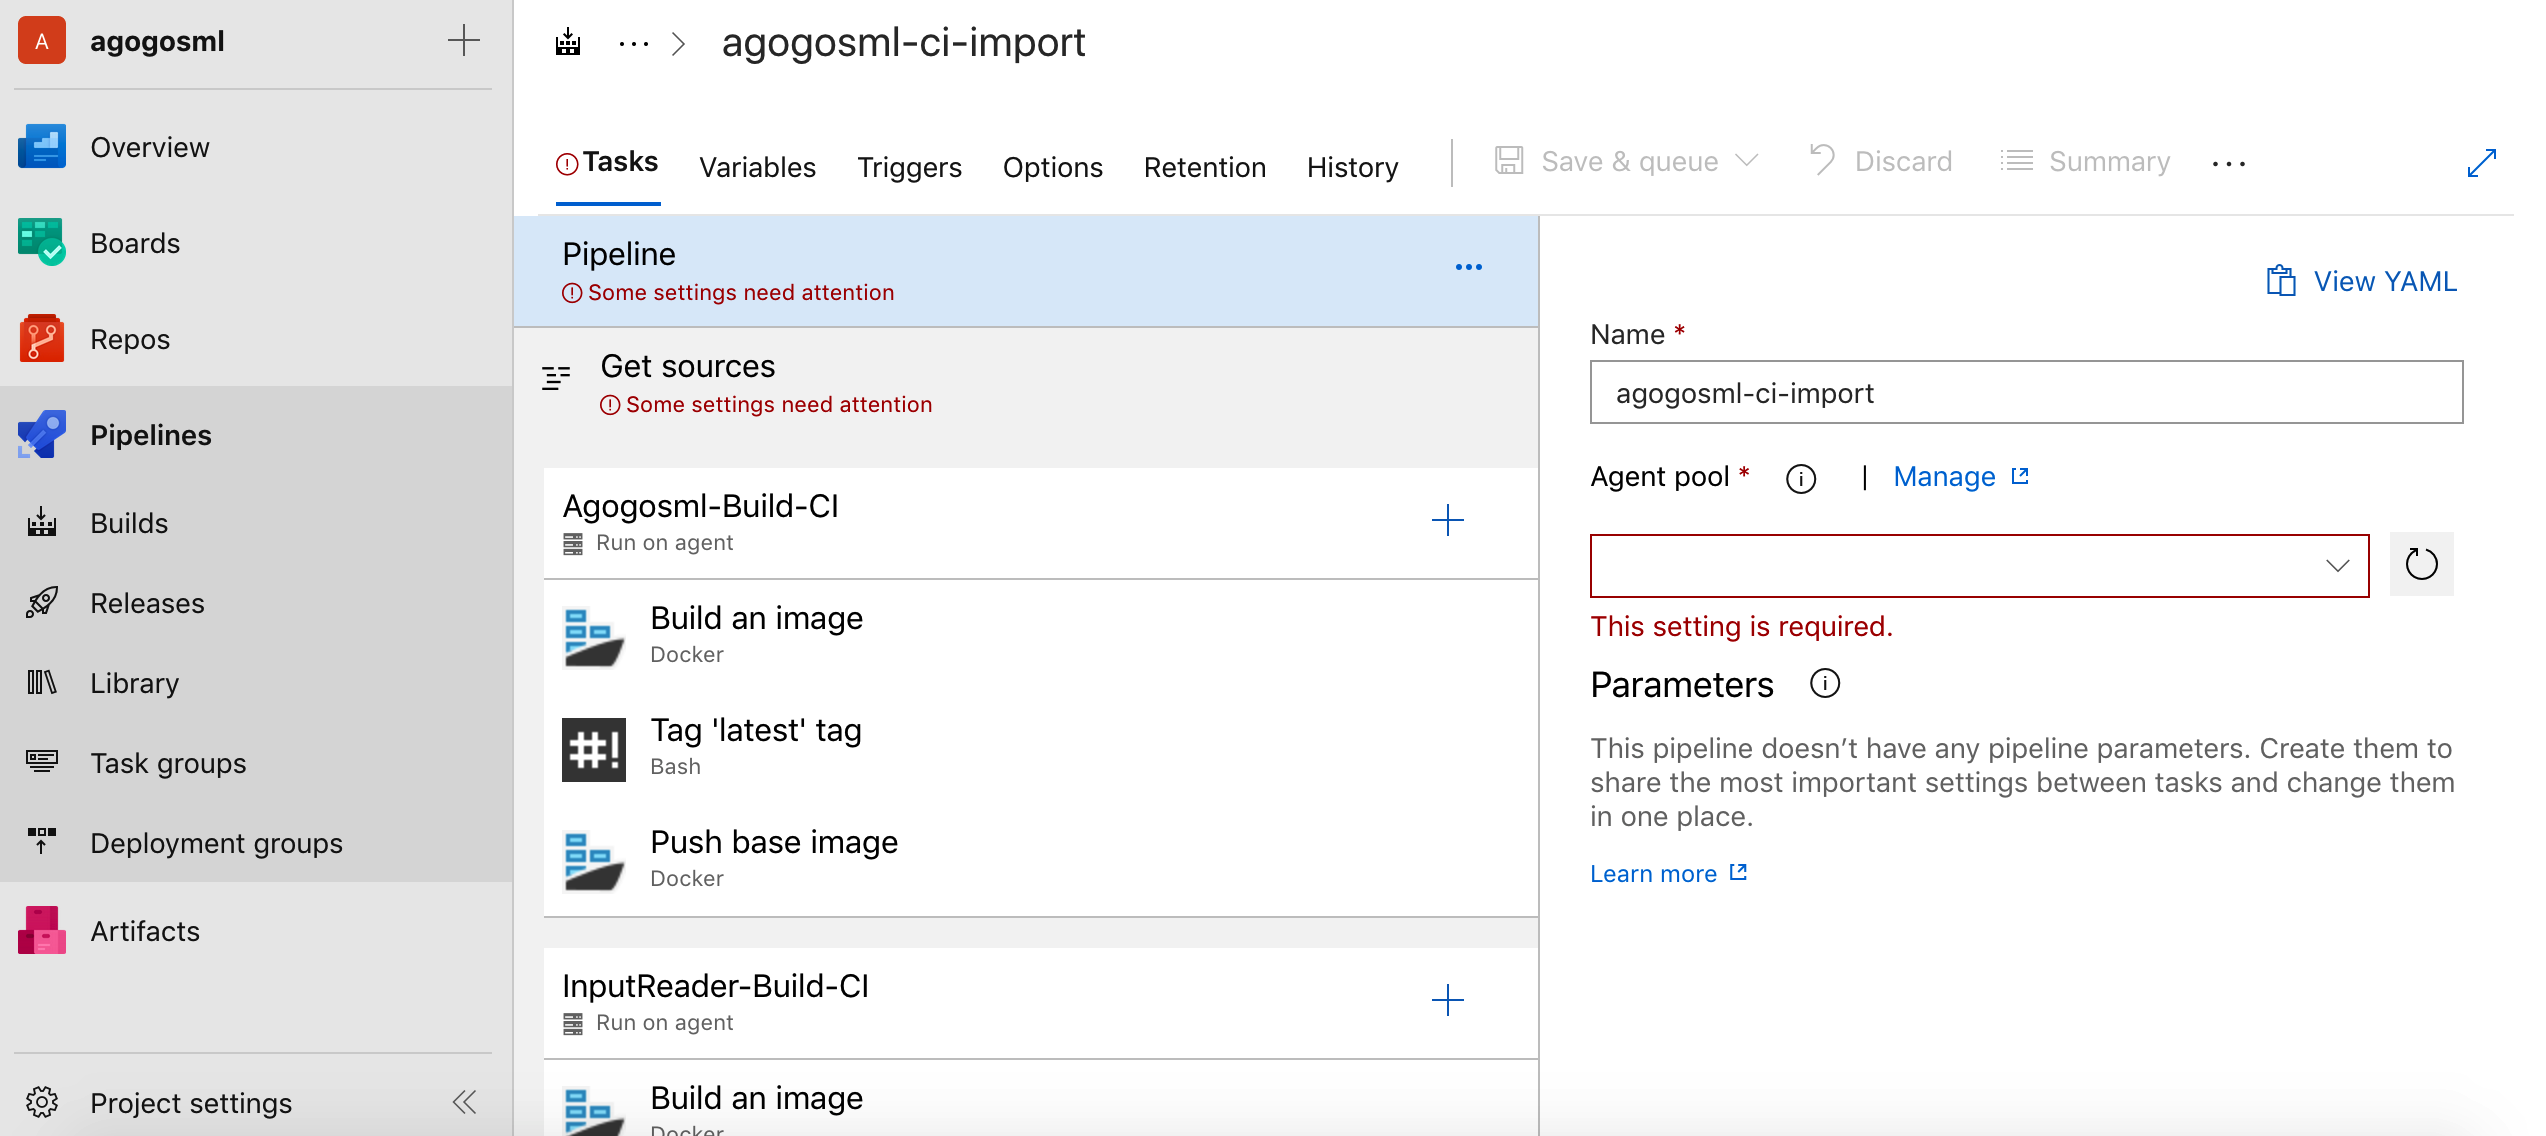 A
agogosml
Overview
Boards
Repos
Pipelines
Builds
Releases
Library
Task groups
Deployment groups
Artifacts
Project settings
agogosml-ci-import
Tasks
Variables
Triggers
Options
Retention
History
Save & queue
Discard
Summary
Pipeline
Some settings need attention
Get sources
Some settings need attention
Agogosml-Build-CI
Run on agent
Build an image
Docker
Tag 'latest' tag
Bash
#!
Push base image
Docker
InputReader-Build-CI
Run on agent
Build an image
Docker
View YAML
Name *
agogosml-ci-import
Agent pool * | Manage
This setting is required.
Parameters
This pipeline doesn’t have any pipeline parameters. Create them to
share the most important settings between tasks and change them
in one place.
Learn more